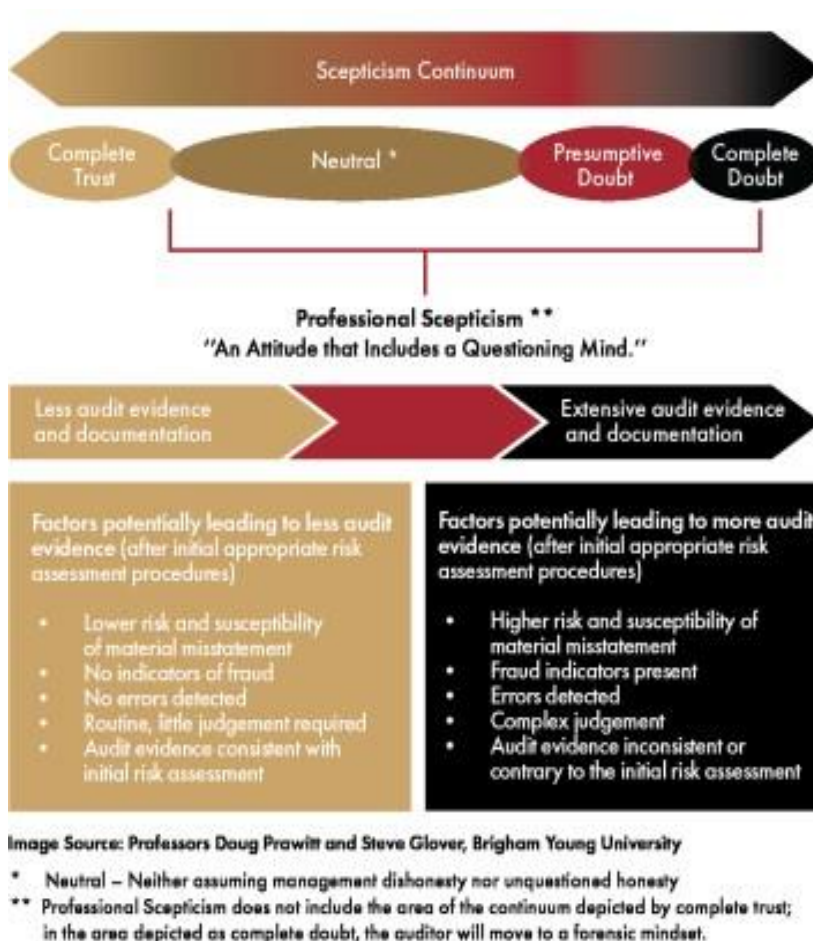 Scepticism Continuum
Complete
Trust
Neutral *
Presumptive
Doubt
Complete
Doubt
Professional Scepticism **
"An Attitude that Includes a Questioning Mind."
Less audit evidence
and documentation
Extensive audit evidence
and documentation
Factors potentially leading to less audit
evidence (after initial appropriate risk
assessment procedures)
• Lower risk and susceptibility
of material misstatement
• No indicators of fraud
• No errors detected
• Routine, little judgement required
• Audit evidence consistent with
initial risk assessment
Factors potentially leading to more audit
evidence (after initial appropriate risk
assessment procedures)
• Higher risk and susceptibility of
material misstatement
• Fraud indicators present
• Errors detected
• Complex judgement
• Audit evidence inconsistent or
contrary to the initial risk assessment
Image Source: Professors Doug Prawitt and Steve Glover, Brigham Young University
* Neutral – Neither assuming management dishonesty nor unquestioned honesty
** Professional Scepticism does not include the area of the continuum depicted by complete trust;
in the area depicted as complete doubt, the auditor will move to a forensic mindset.